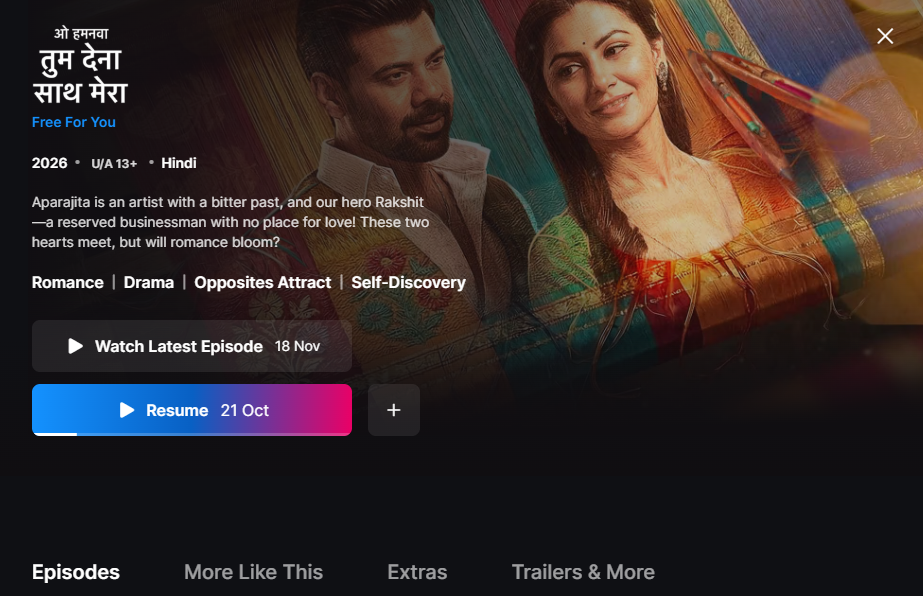 ओ हमनवा
तुम देना
साथ मेरा
Free For You
2026 • U/A 13+ • Hindi
Aparajita is an artist with a bitter past, and our hero Rakshit
—a reserved businessman with no place for love! These two
hearts meet, but will romance bloom?
Romance | Drama | Opposites Attract | Self-Discovery
Watch Latest Episode 18 Nov
Resume 21 Oct
Episodes More Like This Extras Trailers & More